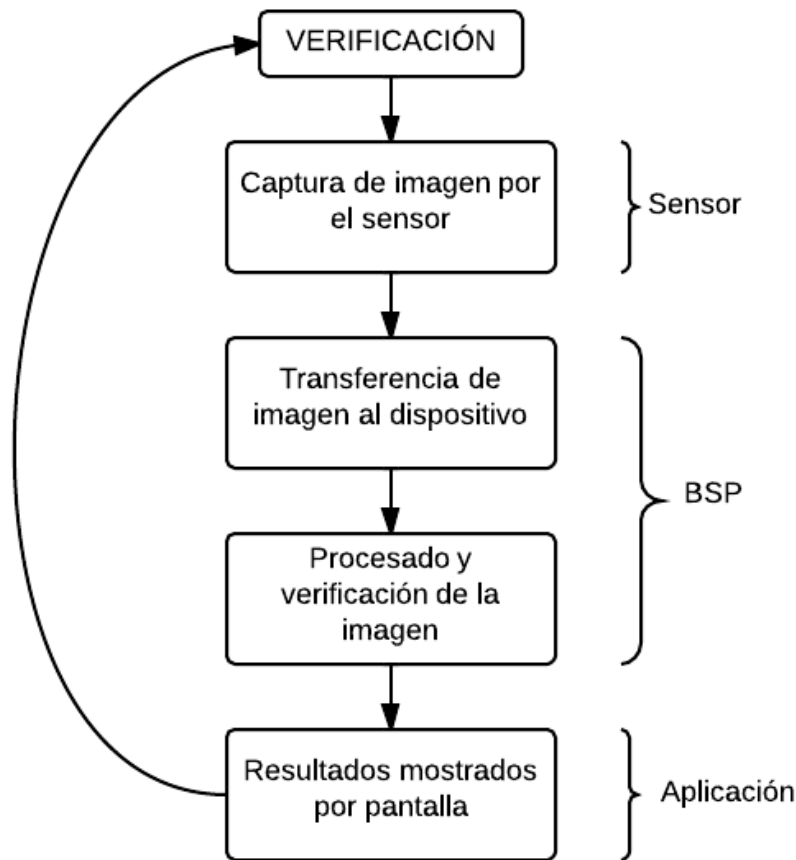 VERIFICACIÓN
Captura de imagen por
el sensor
Sensor
Transferencia de
imagen al dispositivo
BSP
Procesado y
verificación de la
imagen
Resultados mostrados
por pantalla
Aplicación